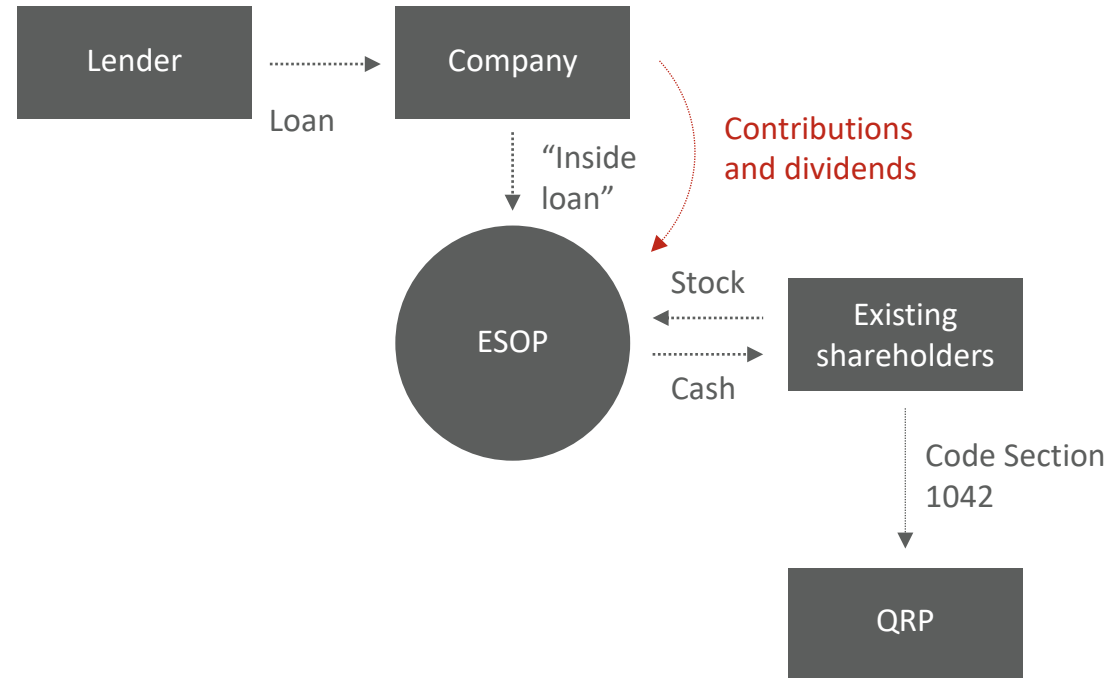 Lender
Loan
Company
“Inside
loan”
Contributions
and dividends
ESOP
Stock
Cash
Existing
shareholders
Code Section
1042
QRP